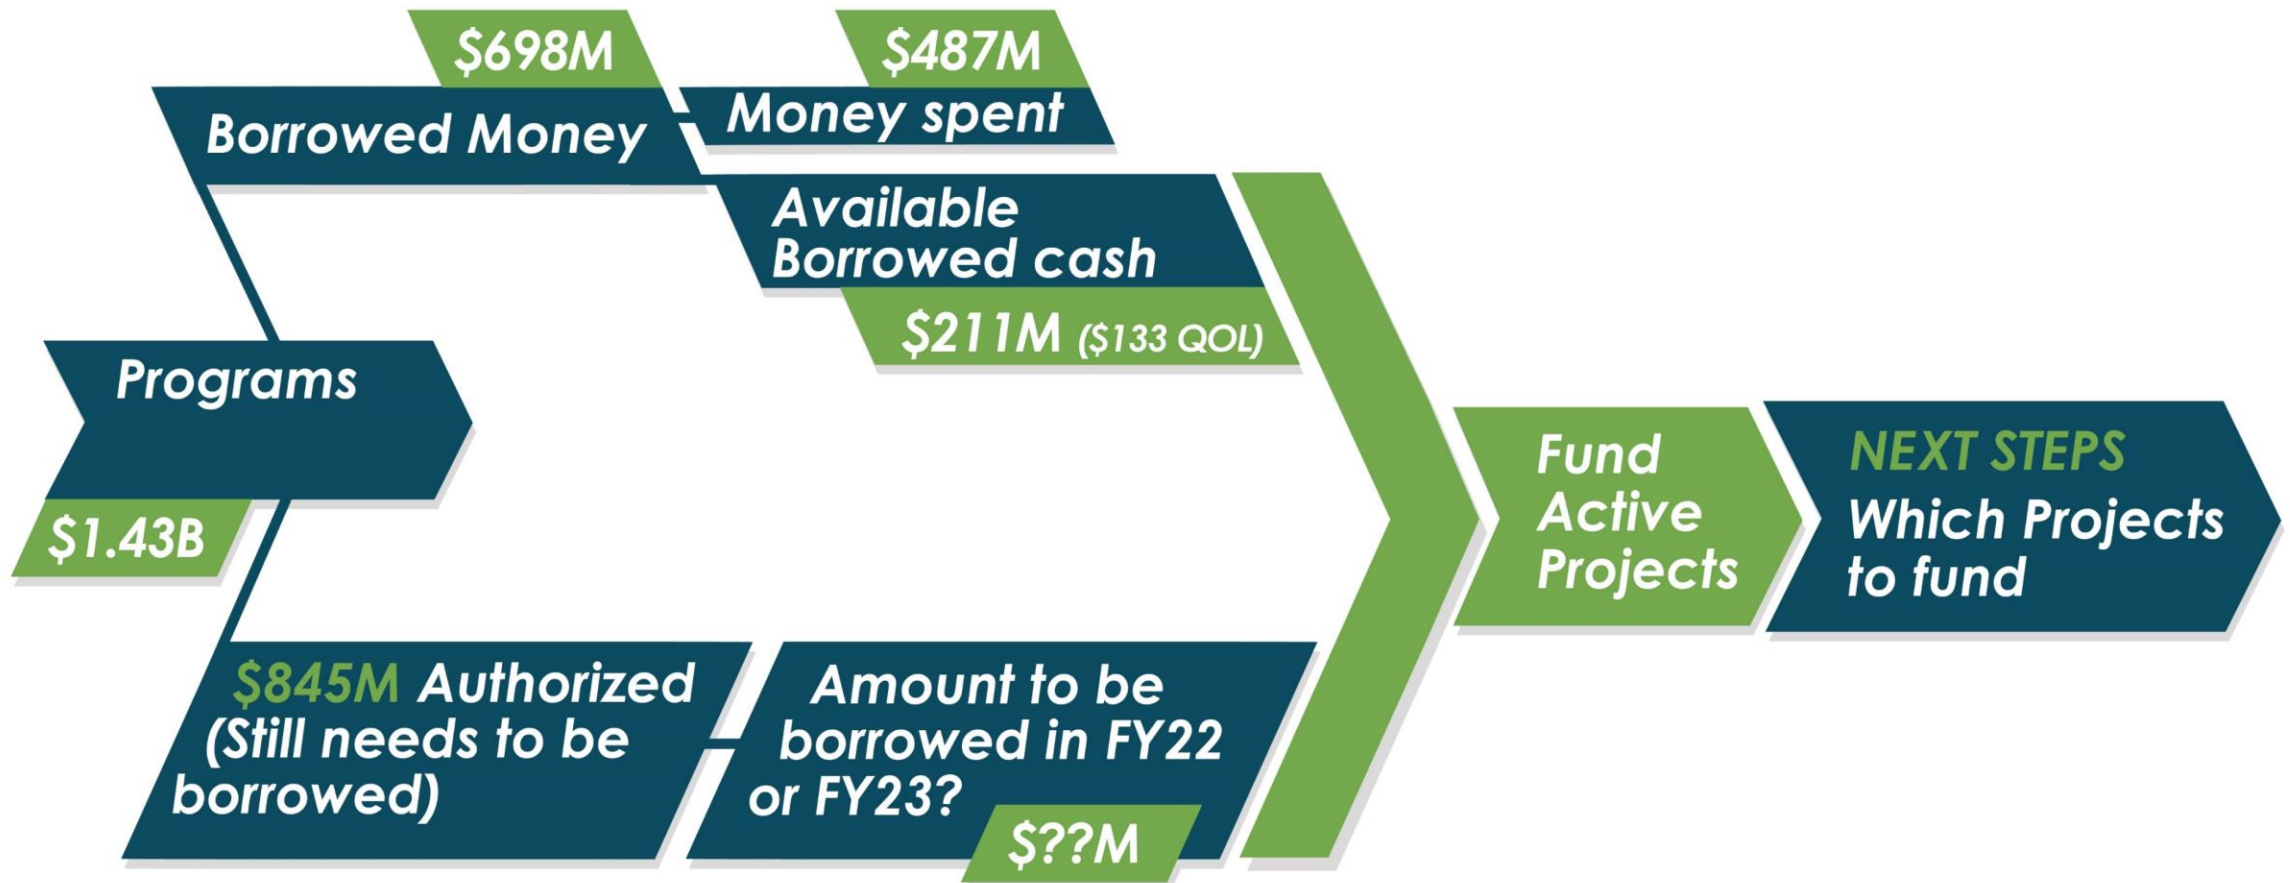 $698M
Borrowed Money
$487M
Money spent
Available
Borrowed cash
$211M ($133 QOL)
Programs
$1.43B
$845M Authorized
(Still needs to be
borrowed)
Amount to be
borrowed in FY22
or FY23?
$??M
Fund
Active
Projects
NEXT STEPS
Which Projects
to fund